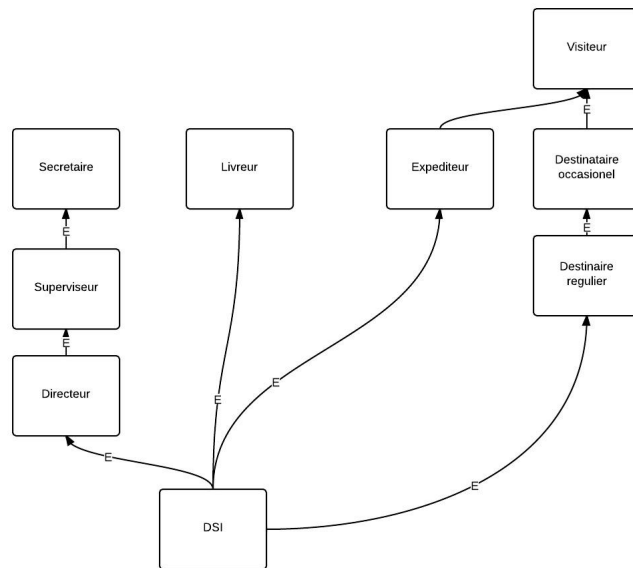 Visiteur
E
Secretaire
Livreur
Expediteur
Destinataire
occasionel
E
E
Superviseur
Destinaire
regulier
E
Directeur
E
E
E
E
DSI